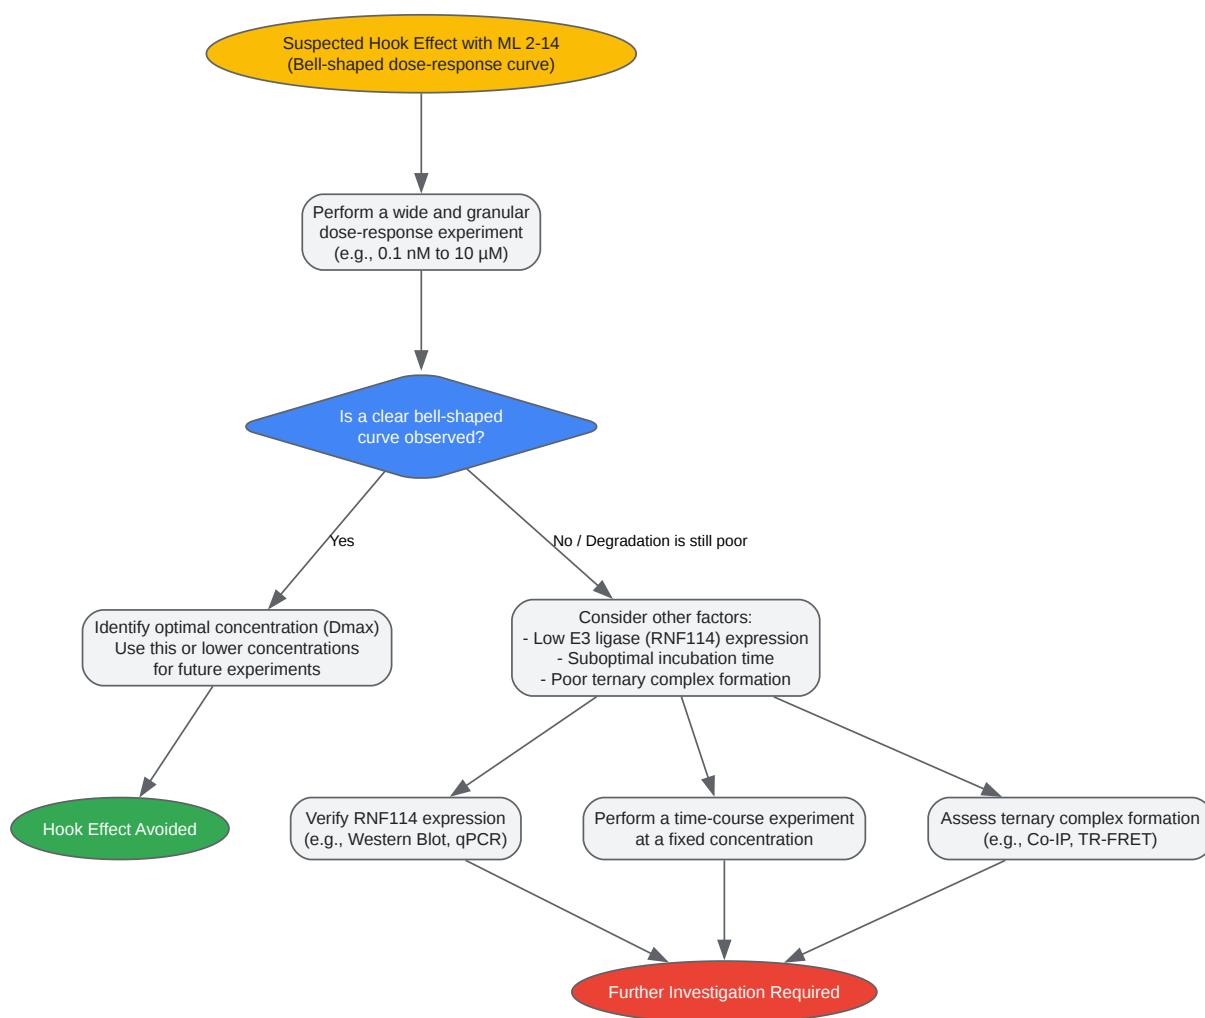 Suspected Hook Effect with ML 2-14
(Bell-shaped dose-response curve)
Perform a wide and granular
dose-response experiment
(e.g., 0.1 nM to 10 µM)
Is a clear bell-shaped
curve observed?
Yes
No / Degradation is still poor
Identify optimal concentration (Dmax)
Use this or lower concentrations
for future experiments
Consider other factors:
- Low E3 ligase (RNF114) expression
- Suboptimal incubation time
- Poor ternary complex formation
Hook Effect Avoided
Verify RNF114 expression
(e.g., Western Blot, qPCR)
Perform a time-course experiment
at a fixed concentration
Assess ternary complex formation
(e.g., Co-IP, TR-FRET)
Further Investigation Required